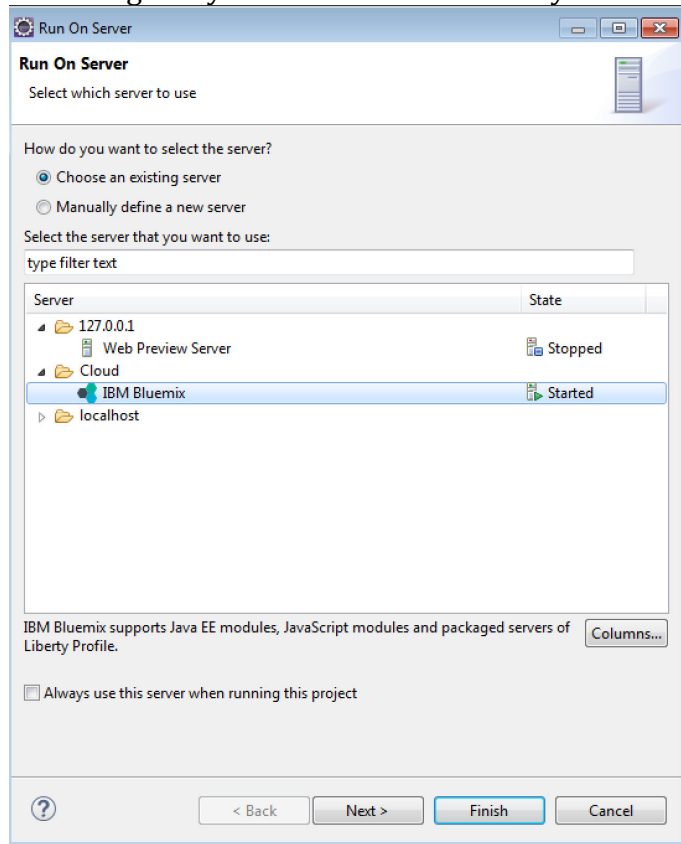 Run On Server
Run On Server
Select which server to use
How do you want to select the server?
Choose an existing server
Manually define a new server
Select the server that you want to use:
type filter text
Server State
127.0.0.1
Web Preview Server Stopped
Cloud
IBM Bluemix Started
localhost
IBM Bluemix supports Java EE modules, JavaScript modules and packaged servers of
Liberty Profile.
Columns...
Always use this server when running this project
? < Back Next > Finish Cancel